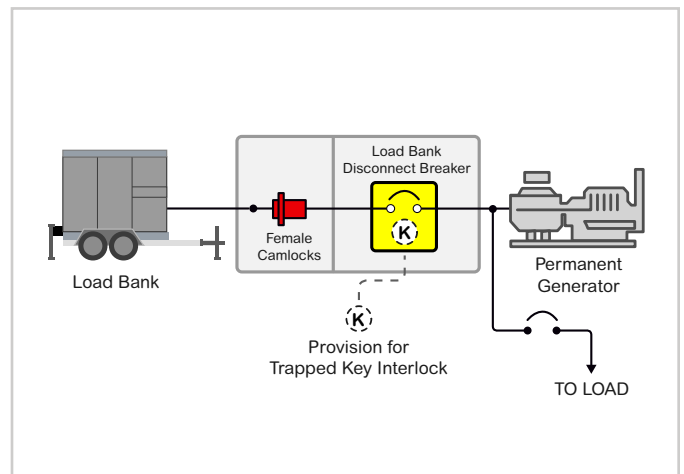 Load Bank
Disconnect Breaker
K
Female
Camlocks
Load Bank
Permanent
Generator
K
Provision for
Trapped Key Interlock
TO LOAD